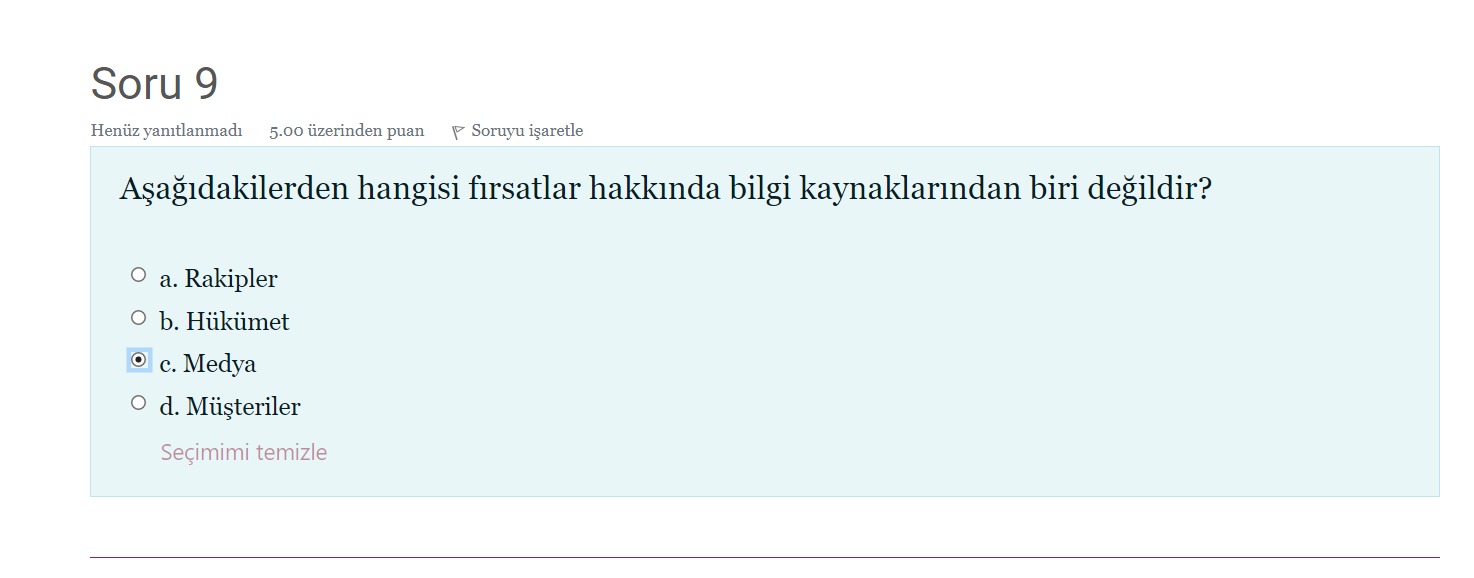 Soru 9
Henüz yanıtlanmadı 5.00 üzerinden puan Soruyu işaretle
Aşağıdakilerden hangisi fırsatlar hakkında bilgi kaynaklarından biri değildir?
a. Rakipler
b. Hükümet
c. Medya
d. Müşteriler
Seçimimi temizle